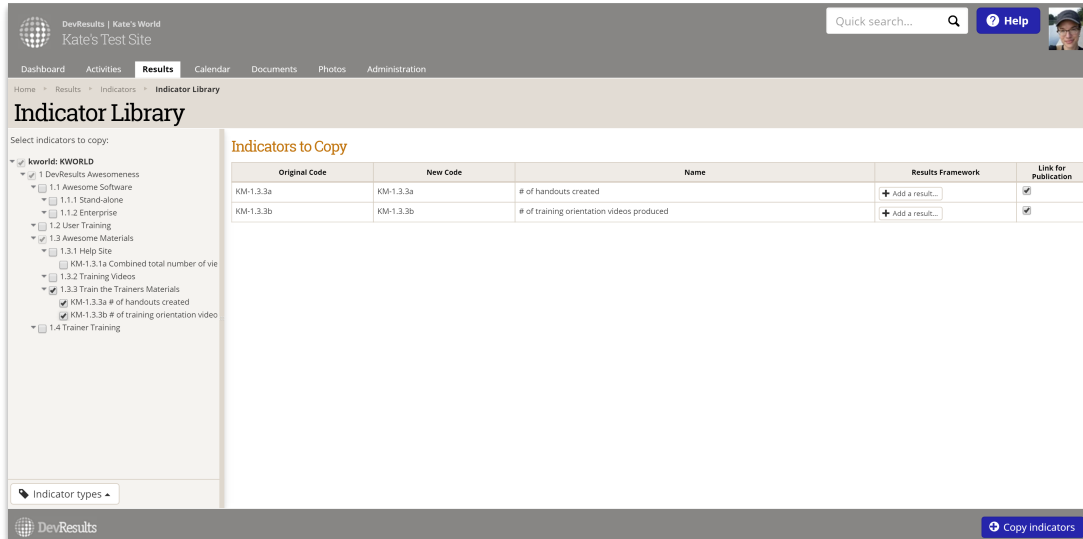 DevResults | Kate's World
Kate's Test Site
Quick search...
Help
Dashboard Activities Results Calendar Documents Photos Administration
Home Results Indicators Indicator Library
Indicator Library
Select indicators to copy:
kworld: KWORLD
1 DevResults Awesomeness
1.1 Awesome Software
1.1.1 Stand-alone
1.1.2 Enterprise
1.2 User Training
1.3 Awesome Materials
1.3.1 Help Site
KM-1.3.1a Combined total number of vie
1.3.2 Training Videos
1.3.3 Train the Trainers Materials
KM-1.3.3a # of handouts created
KM-1.3.3b # of training orientation video
1.4 Trainer Training
Indicator types
Indicators to Copy
Original Code New Code Name Results Framework Link for Publication
KM-1.3.3a KM-1.3.3a # of handouts created Add a result...
KM-1.3.3b KM-1.3.3b # of training orientation videos produced Add a result...
DevResults
Copy indicators